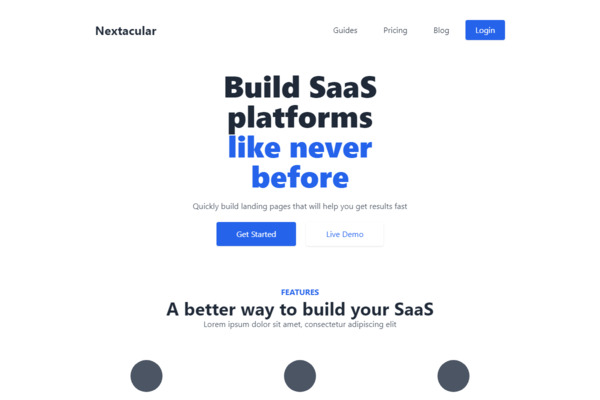 Nextacular
Guides
Pricing
Blog
Login
Build SaaS
platforms
like never
before
Quickly build landing pages that will help you get results fast
Get Started
Live Demo
FEATURES
A better way to build your SaaS
Lorem ipsum dolor sit amet, consectetur adipiscing elit